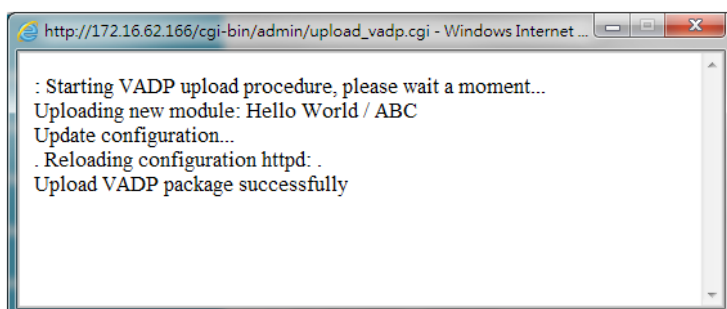 http://172.16.62.166/cgi-bin/admin/upload_vadp.cgi - Windows Internet ...
: Starting VADP upload procedure, please wait a moment...
Uploading new module: Hello World / ABC
Update configuration...
. Reloading configuration httpd: .
Upload VADP package successfully